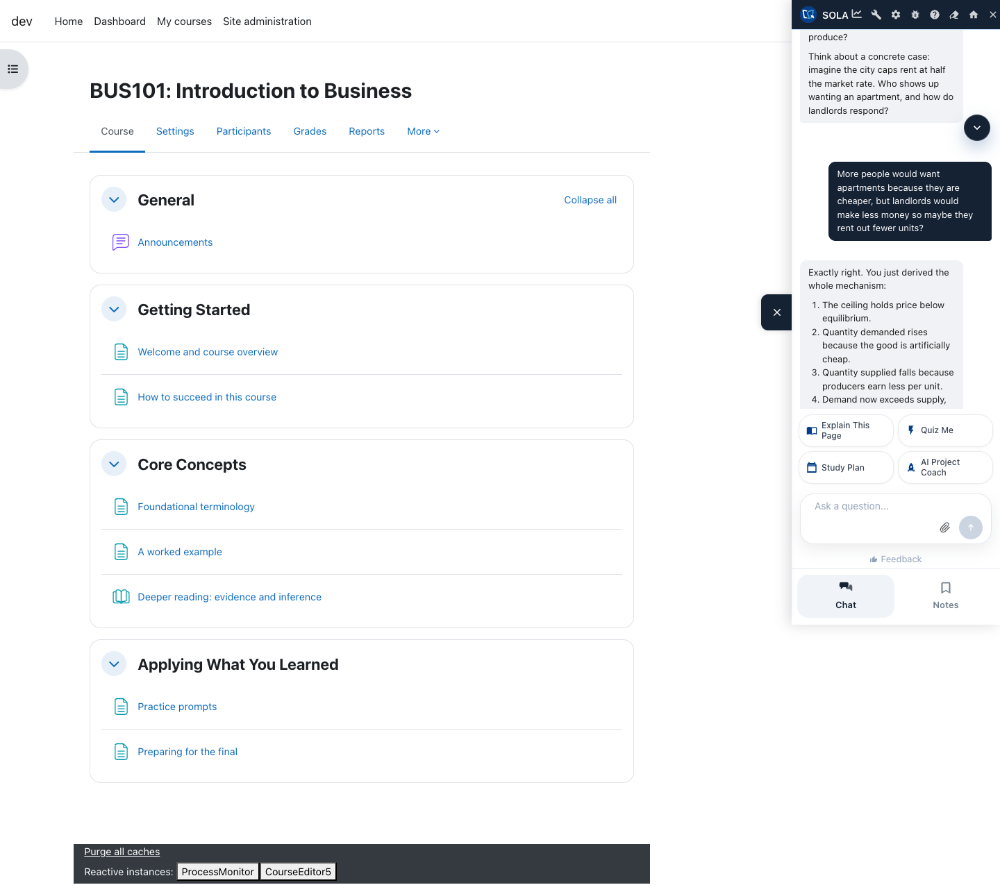 dev
Home
Dashboard
My courses
Site administration
BUS101: Introduction to Business
Course
Settings
Participants
Grades
Reports
More
General
Collapse all
Announcements
Getting Started
Welcome and course overview
How to succeed in this course
Core Concepts
Foundational terminology
A worked example
Deeper reading: evidence and inference
Applying What You Learned
Practice prompts
Preparing for the final
Purge all caches
Reactive instances:
ProcessMonitor
CourseEditor5
SOLA
produce?
Think about a concrete case:
imagine the city caps rent at half
the market rate. Who shows up
wanting an apartment, and how do
landlords respond?
More people would want
apartments because they are
cheaper, but landlords would
make less money so maybe they
rent out fewer units?
Exactly right. You just derived the
whole mechanism:
1. The ceiling holds price below
equilibrium.
2. Quantity demanded rises
because the good is artificially
cheap.
3. Quantity supplied falls because
producers earn less per unit.
4. Demand now exceeds supply,
Explain This
Page
Quiz Me
Study Plan
AI Project
Coach
Ask a question...
Feedback
Chat
Notes